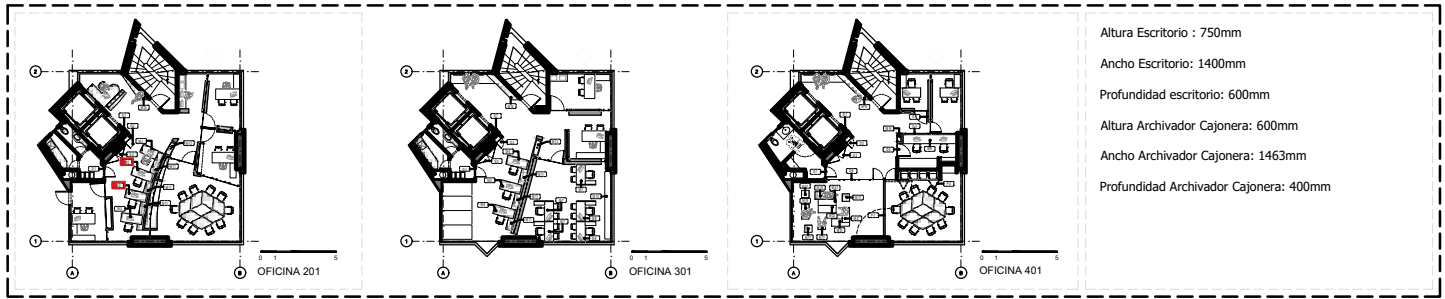 2
1
A
B
0 1 5
OFICINA 201
2
1
A
B
0 1 5
OFICINA 301
2
1
A
B
0 1 5
OFICINA 401
Altura Escritorio : 750mm
Ancho Escritorio: 1400mm
Profundidad escritorio: 600mm
Altura Archivador Cajonera: 600mm
Ancho Archivador Cajonera: 1463mm
Profundidad Archivador Cajonera: 400mm